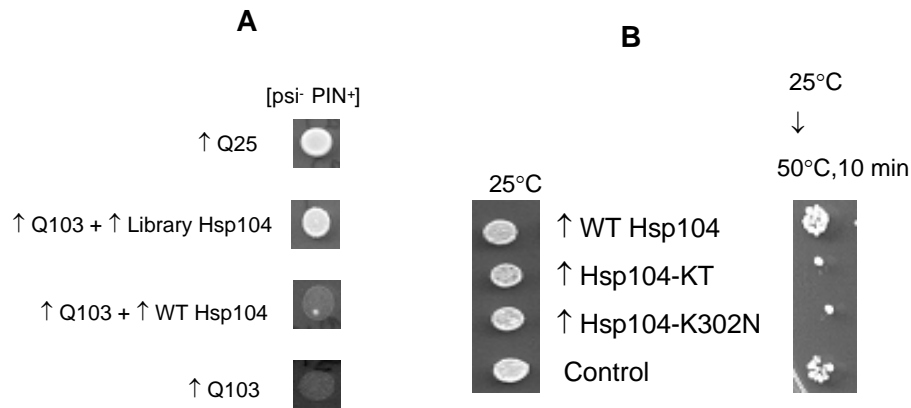 A
[psi- PIN+]
↑ Q25
↑ Q103 + ↑ Library Hsp104
↑ Q103 + ↑ WT Hsp104
↑ Q103
B
25°C
↓
50°C,10 min
25°C
↑ WT Hsp104
↑ Hsp104-KT
↑ Hsp104-K302N
Control